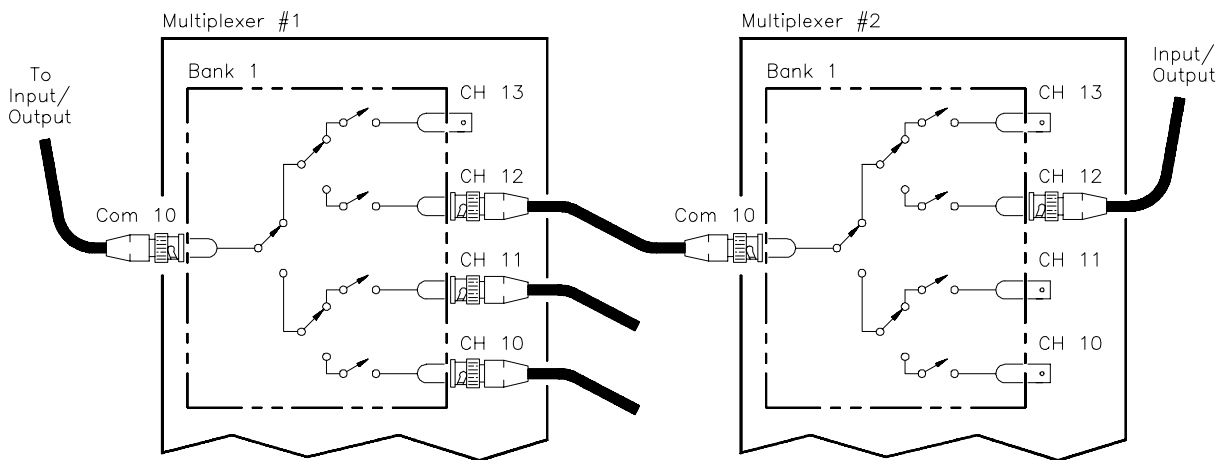 Multiplexer #1
Bank 1
To
Input/
Output
Com 10
CH 13
CH 12
CH 11
CH 10
Multiplexer #2
Bank 1
Com 10
CH 13
CH 12
CH 11
CH 10
Input/
Output